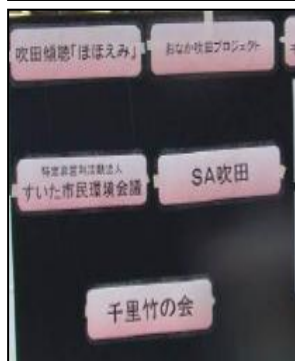 吹田傾聴「ほほえみ」
おなか吹田プロジェクト
特定非営利活動法人
すいた市民環境会議
SA吹田
千里竹の会